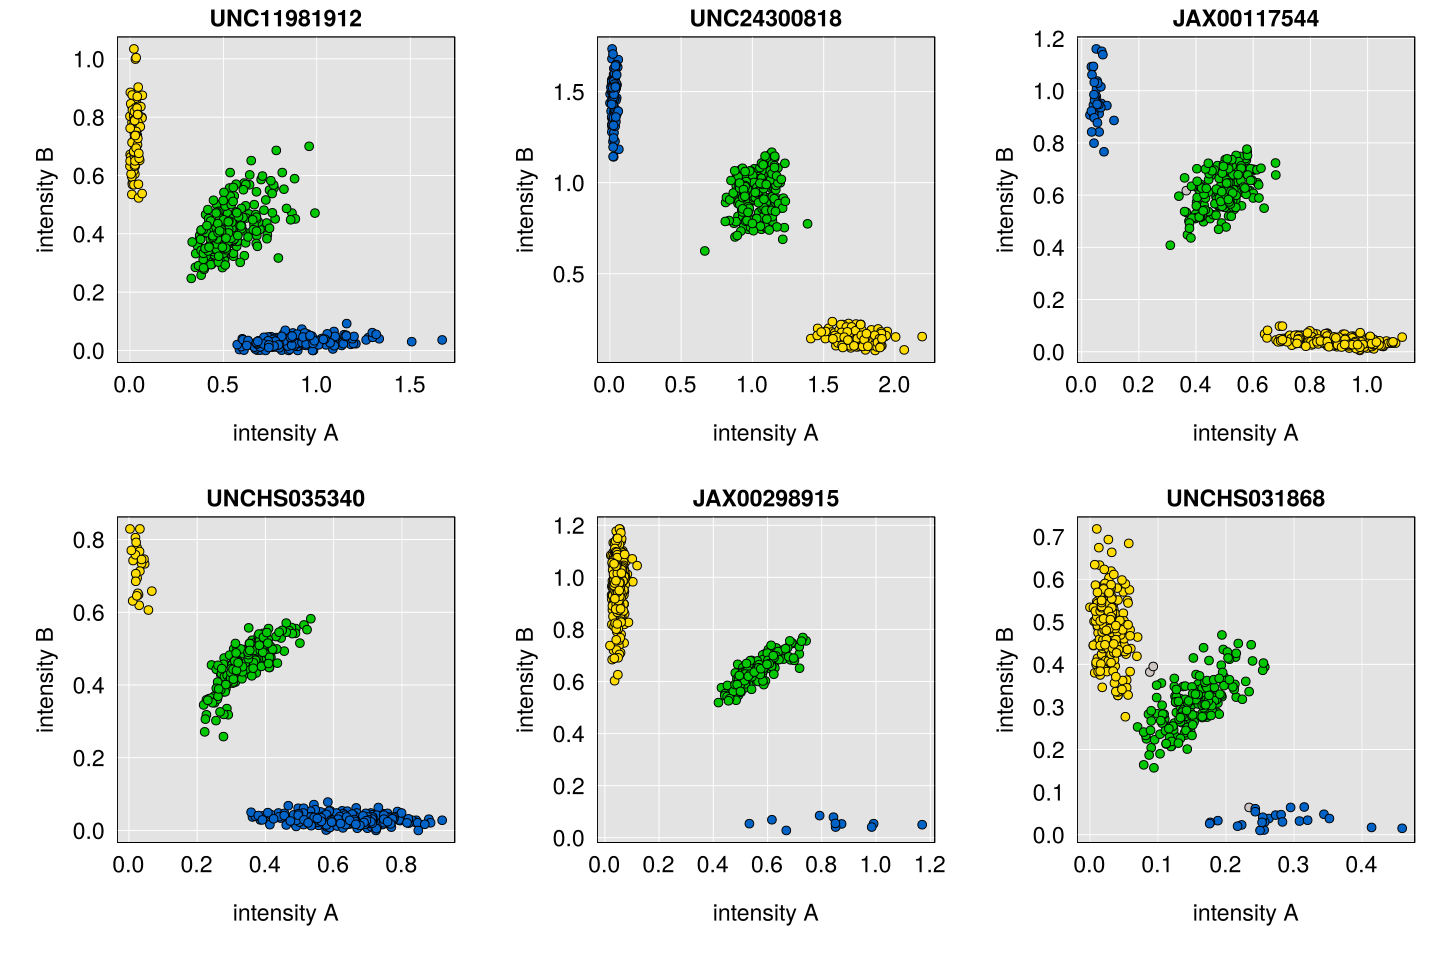 UNC11981912
intensity B
1.0
0.8
0.6
0.4
0.2
0.0
0.0 0.5 1.0 1.5
intensity A
UNC24300818
intensity B
1.5
1.0
0.5
0.0 0.5 1.0 1.5 2.0
intensity A
JAX00117544
intensity B
1.2
1.0
0.8
0.6
0.4
0.2
0.0
0.0 0.2 0.4 0.6 0.8 1.0
intensity A
UNCHS035340
intensity B
0.8
0.6
0.4
0.2
0.0
0.0 0.2 0.4 0.6 0.8
intensity A
JAX00298915
intensity B
1.2
1.0
0.8
0.6
0.4
0.2
0.0
0.0 0.2 0.4 0.6 0.8 1.0 1.2
intensity A
UNCHS031868
intensity B
0.7
0.6
0.5
0.4
0.3
0.2
0.1
0.0
0.0 0.1 0.2 0.3 0.4
intensity A